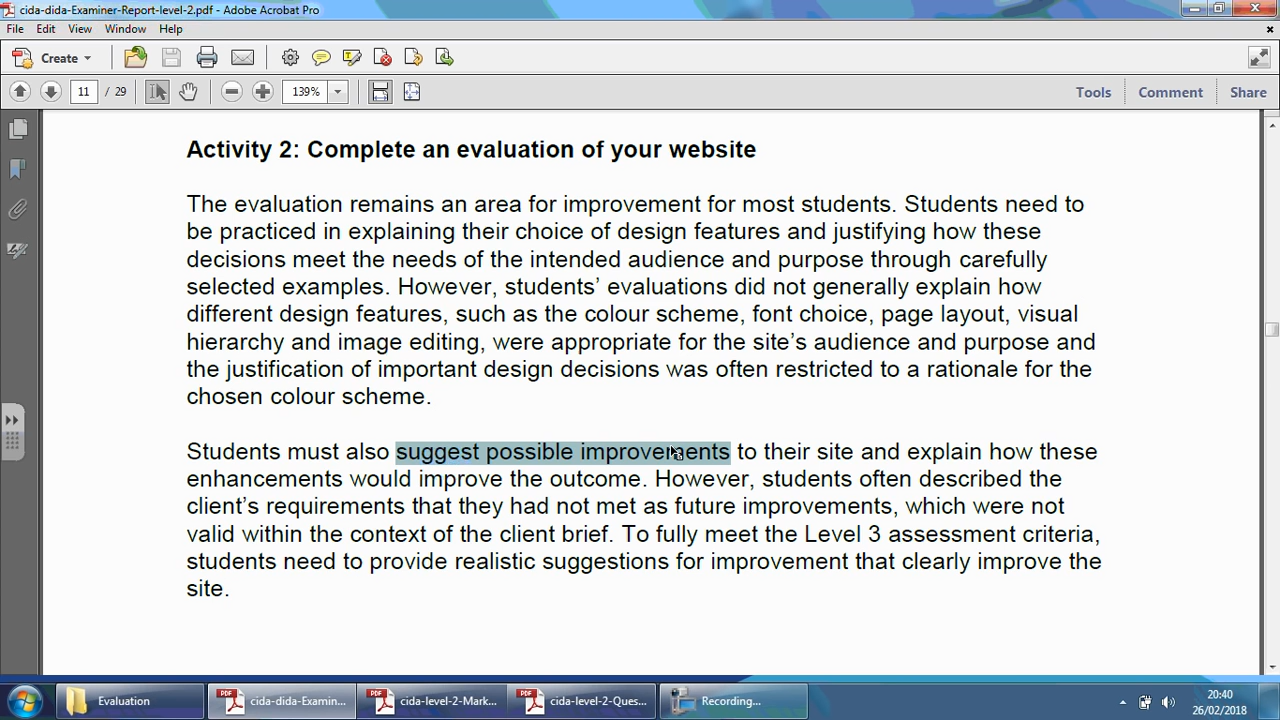 cida-dida-Examiner-Report-level-2.pdf - Adobe Acrobat Pro
File Edit View Window Help
Create
11 / 29 139% Tools Comment Share
Activity 2: Complete an evaluation of your website
The evaluation remains an area for improvement for most students. Students need to
be practiced in explaining their choice of design features and justifying how these
decisions meet the needs of the intended audience and purpose through carefully
selected examples. However, students’ evaluations did not generally explain how
different design features, such as the colour scheme, font choice, page layout, visual
hierarchy and image editing, were appropriate for the site’s audience and purpose and
the justification of important design decisions was often restricted to a rationale for the
chosen colour scheme.
Students must also suggest possible improvements to their site and explain how these
enhancements would improve the outcome. However, students often described the
client’s requirements that they had not met as future improvements, which were not
valid within the context of the client brief. To fully meet the Level 3 assessment criteria,
students need to provide realistic suggestions for improvement that clearly improve the
site.
Evaluation cida-dida-Examin... cida-level-2-Mark... cida-level-2-Ques... Recording...
20:40
26/02/2018